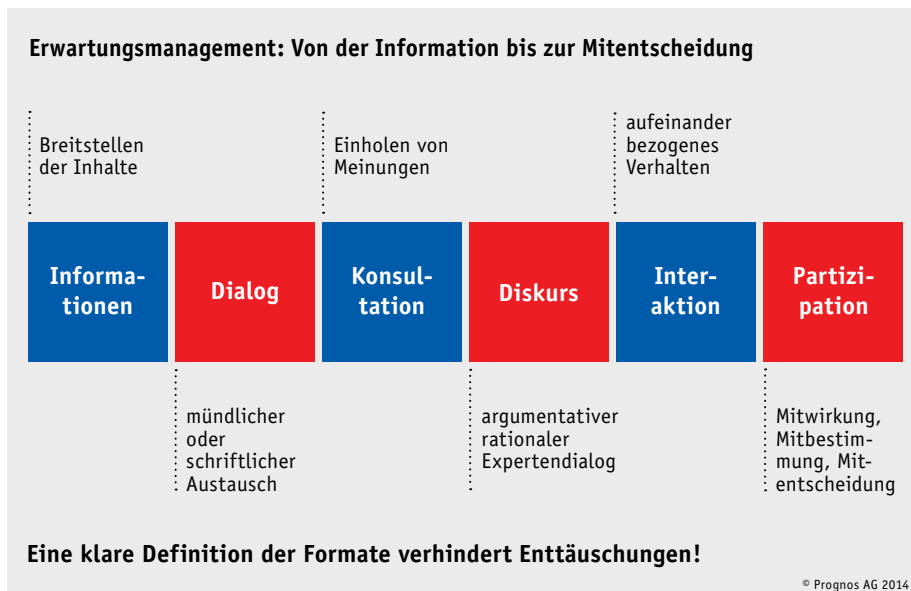 Erwartungsmanagement: Von der Information bis zur Mitentscheidung
Breitstellen
der Inhalte
Einholen von
Meinungen
aufeinander
bezogenes
Verhalten
Informa-
tionen
Dialog
Konsul-
tation
Diskurs
Inter-
aktion
Partizi-
pation
mündlicher
oder
schriftlicher
Austausch
argumentativer
rationaler
Expertendialog
Mitwirkung,
Mitbestim-
mung, Mit-
entscheidung
Eine klare Definition der Formate verhindert Enttäuschungen!
© Prognos AG 2014